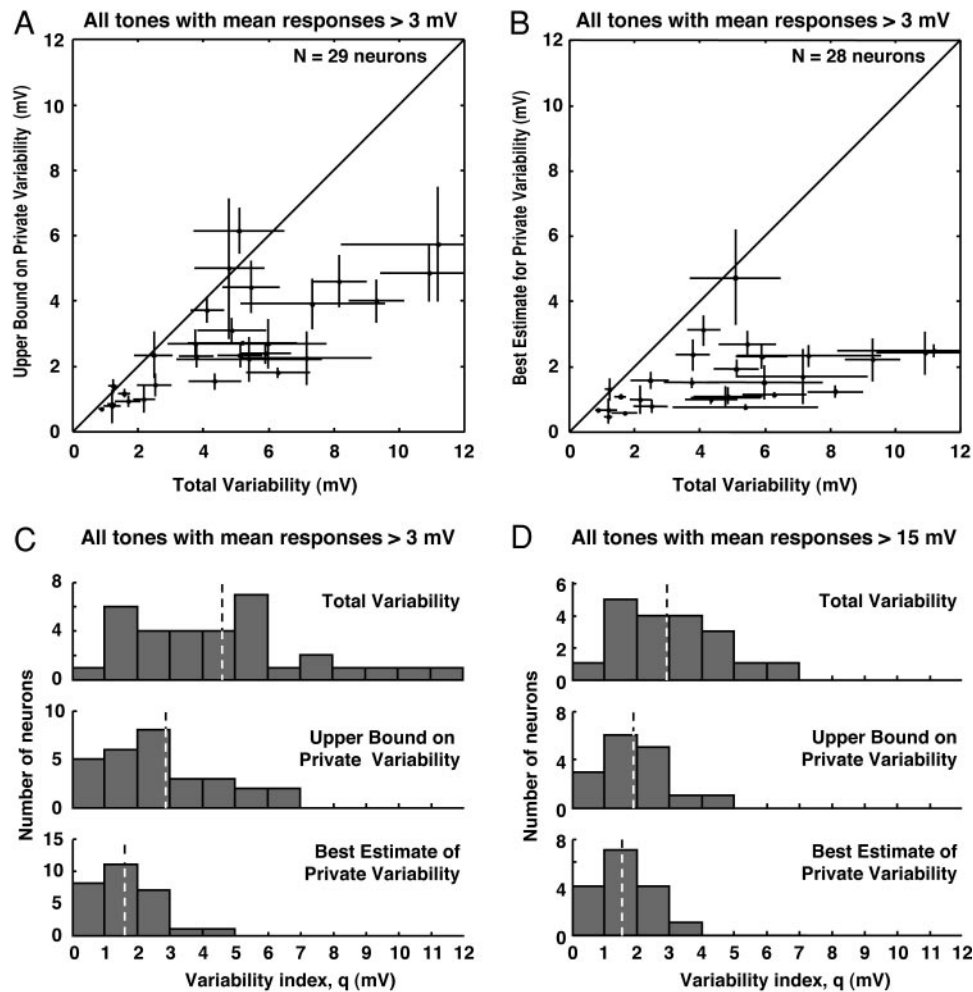 A
All tones with mean responses > 3 mV
N = 29 neurons
Upper Bound on Private Variability (mV)
12
10
8
6
4
2
0
0 2 4 6 8 10 12
Total Variability (mV)
B
All tones with mean responses > 3 mV
N = 28 neurons
Best Estimate for Private Variability (mV)
12
10
8
6
4
2
0
0 2 4 6 8 10 12
Total Variability (mV)
C
All tones with mean responses > 3 mV
Number of neurons
8
4
0
Total Variability
10
5
0
Upper Bound on
Private Variability
15
10
5
0
Best Estimate of
Private Variability
0 1 2 3 4 5 6 7 8 9 10 11 12
Variability index, q (mV)
D
All tones with mean responses > 15 mV
Number of neurons
6
4
2
0
Total Variability
8
4
0
Upper Bound on
Private Variability
8
4
0
Best Estimate of
Private Variability
0 1 2 3 4 5 6 7 8 9 10 11 12
Variability index, q (mV)